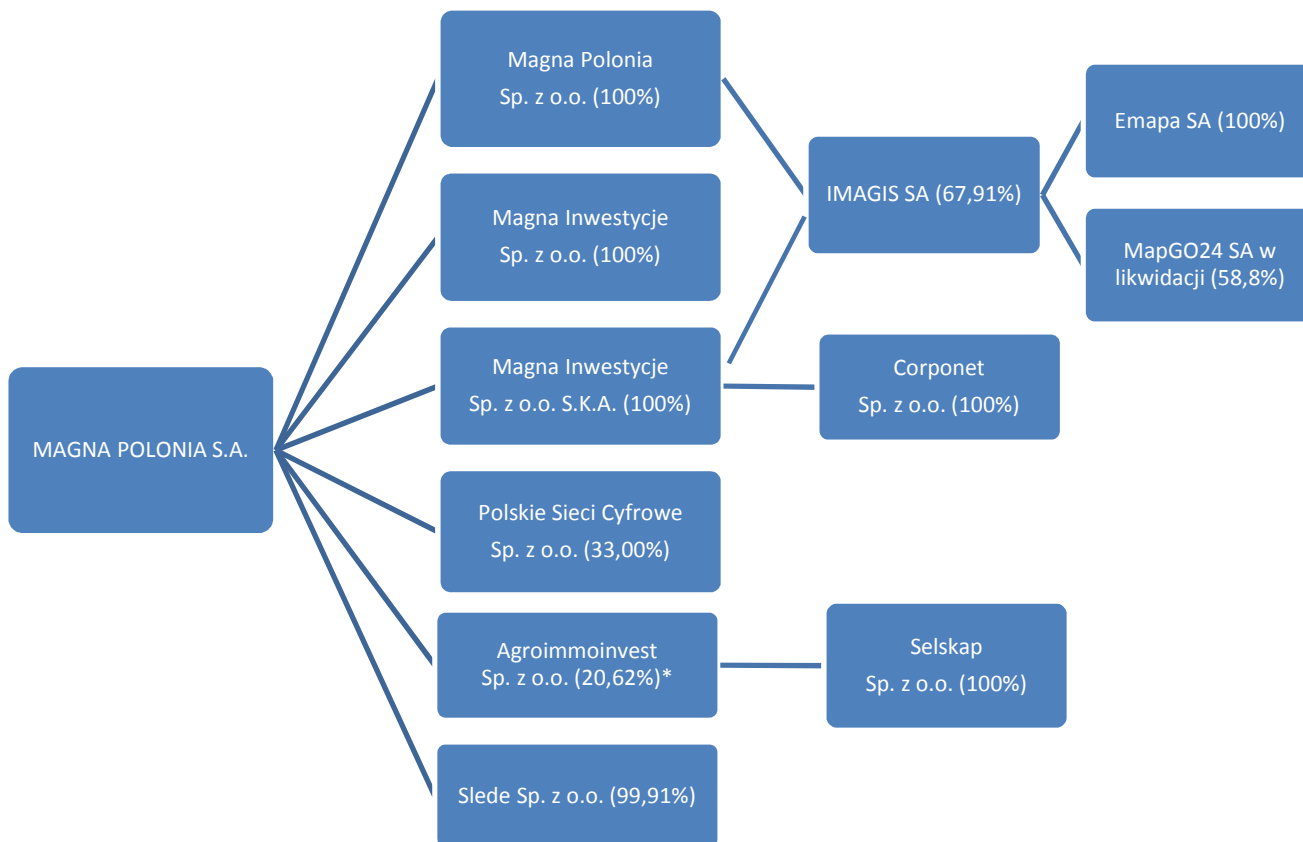 MAGNA POLONIA S.A.
Magna Polonia
Sp. z o.o. (100%)
Magna Inwestycje
Sp. z o.o. (100%)
Magna Inwestycje
Sp. z o.o. S.K.A. (100%)
Polskie Sieci Cyfrowe
Sp. z o.o. (33,00%)
Agroimmoinvest
Sp. z o.o. (20,62%)*
Slede Sp. z o.o. (99,91%)
IMAGIS SA (67,91%)
Corponet
Sp. z o.o. (100%)
Selskap
Sp. z o.o. (100%)
Emapa SA (100%)
MapGO24 SA w
likwidacji (58,8%)